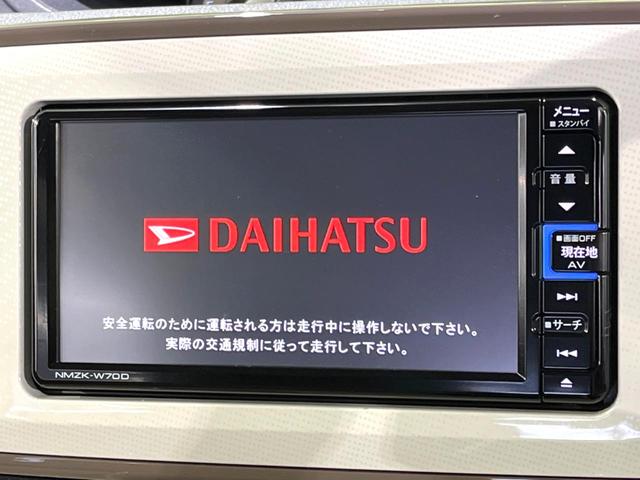 DAIHATSU
安全運転のために運転される方は走行中に操作しないで下さい。
実際の交通規制に従って走行して下さい。
NMZK-W70D
メニュー
スタンバイ
音量
画面OFF
現在地
AV
サーチ